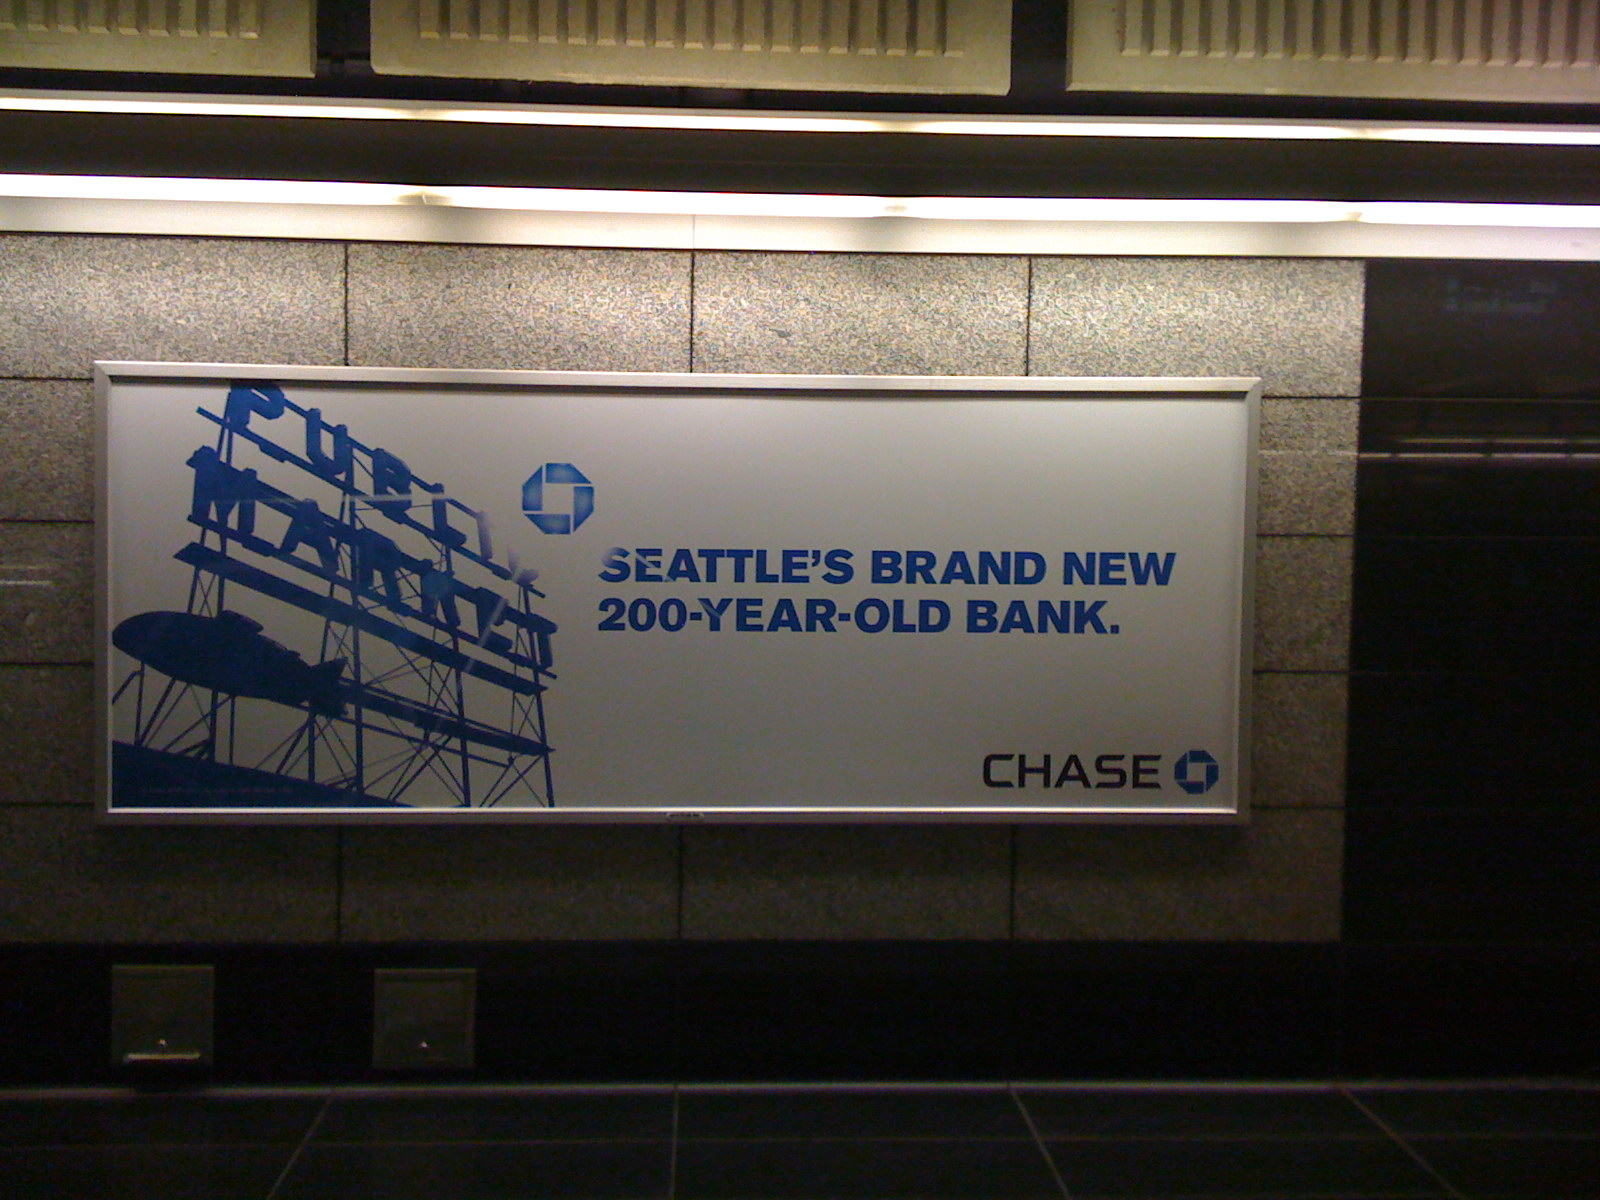 PUBLIC
MARKET
SEATTLE'S BRAND NEW
200-YEAR-OLD BANK.
CHASE